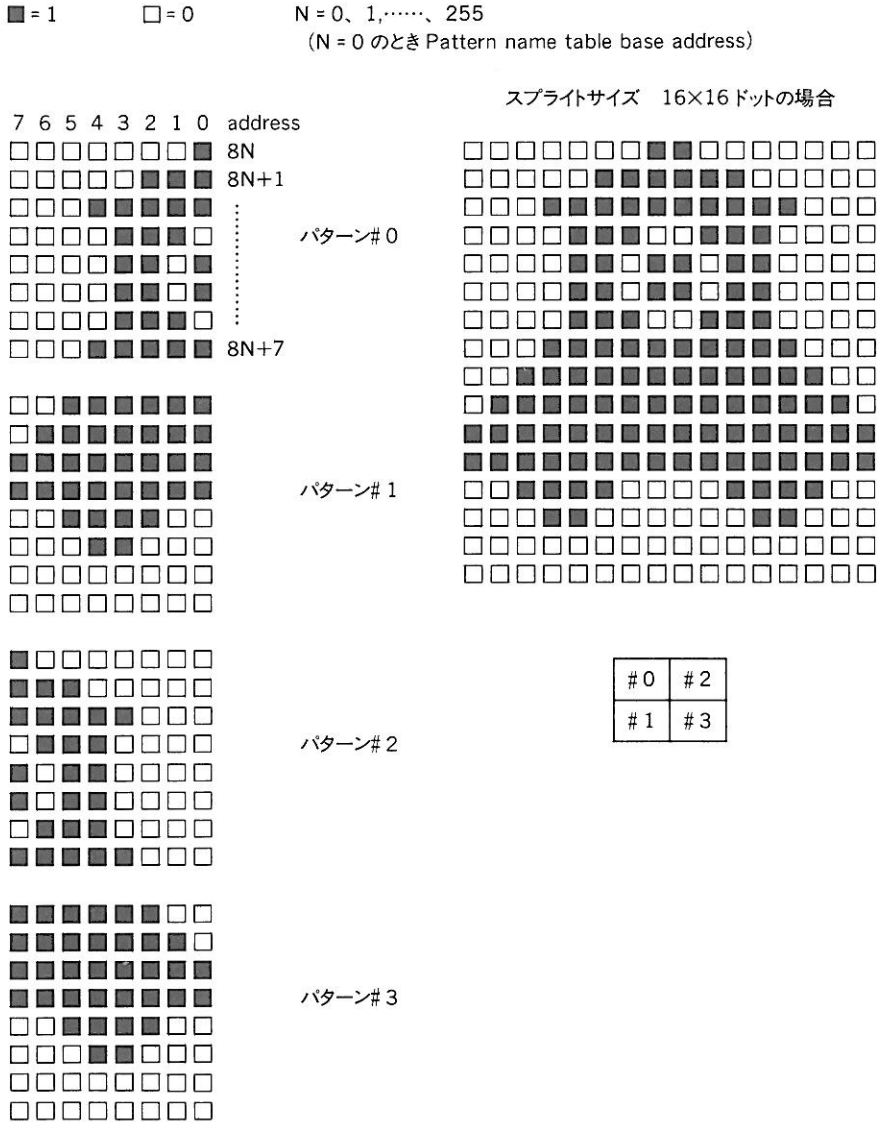 ■ = 1 □ = 0 N = 0、1,……、255
(N = 0 のとき Pattern name table base address)
スプライトサイズ 16×16ドットの場合
7 6 5 4 3 2 1 0 address
8N
8N+1
パターン# 0
8N+7
パターン# 1
パターン# 2
# 0 # 2
# 1 # 3
パターン# 3